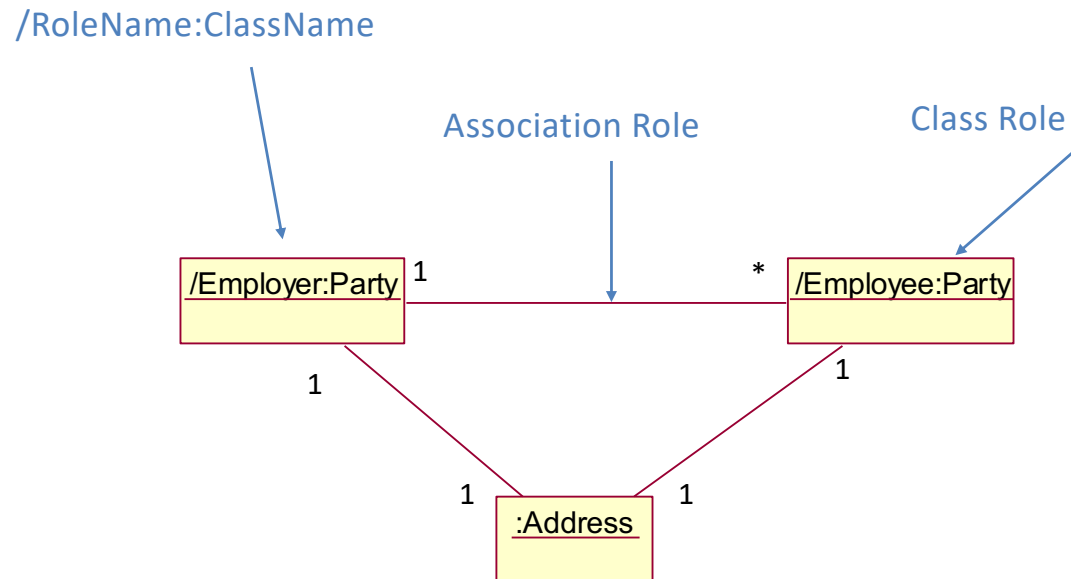 /RoleName:ClassName
Association Role
Class Role
/Employer:Party
1
*
/Employee:Party
1
1
1
1
:Address